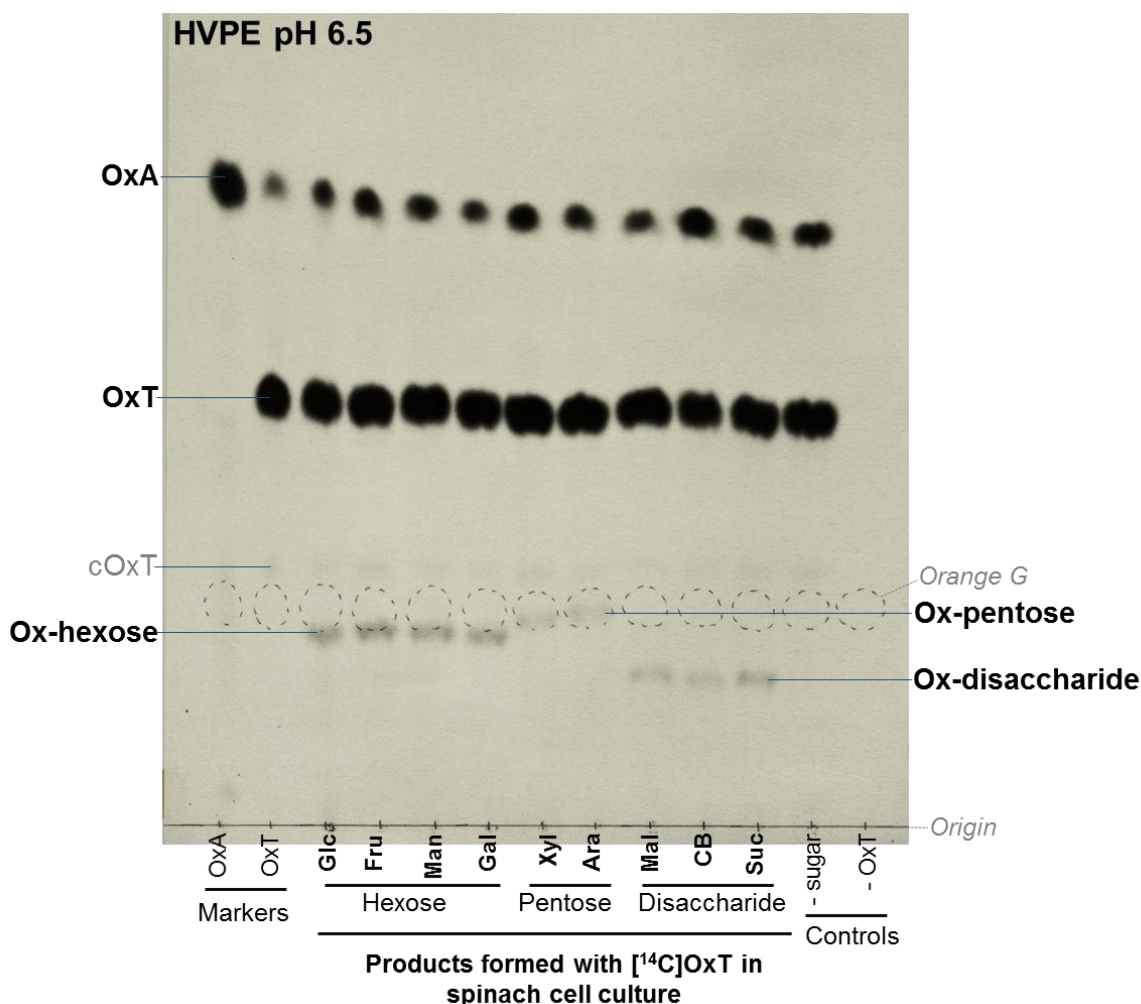 HVPE pH 6.5
OxA
OxT
cOxT
Orange G
Ox-pentose
Ox-hexose
Ox-disaccharide
Origin
OxA
OxT
Glc
Fru
Man
Gal
Xyl
Ara
Mal
CB
Suc
- sugar
- OxT
Markers
Hexose
Pentose
Disaccharide
Controls
Products formed with [¹⁴C]OxT in
spinach cell culture